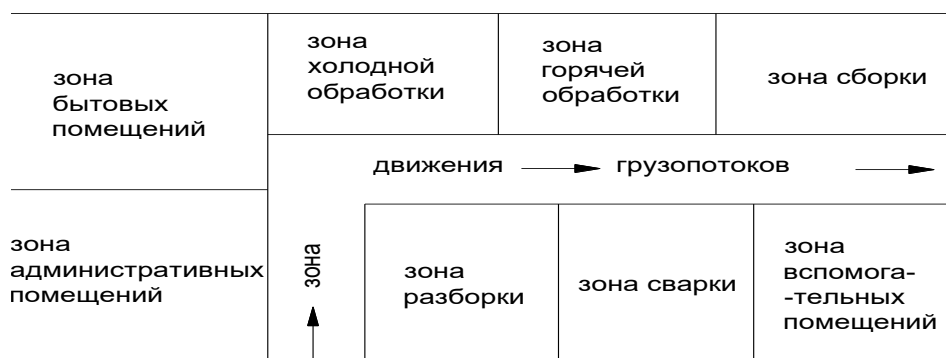 зона
бытовых
помещений
зона
холодной
обработки
зона
горячей
обработки
зона сборки
зона
движения
грузопотоков
зона
административных
помещений
зона
разборки
зона сварки
зона
вспомога-
-тельных
помещений